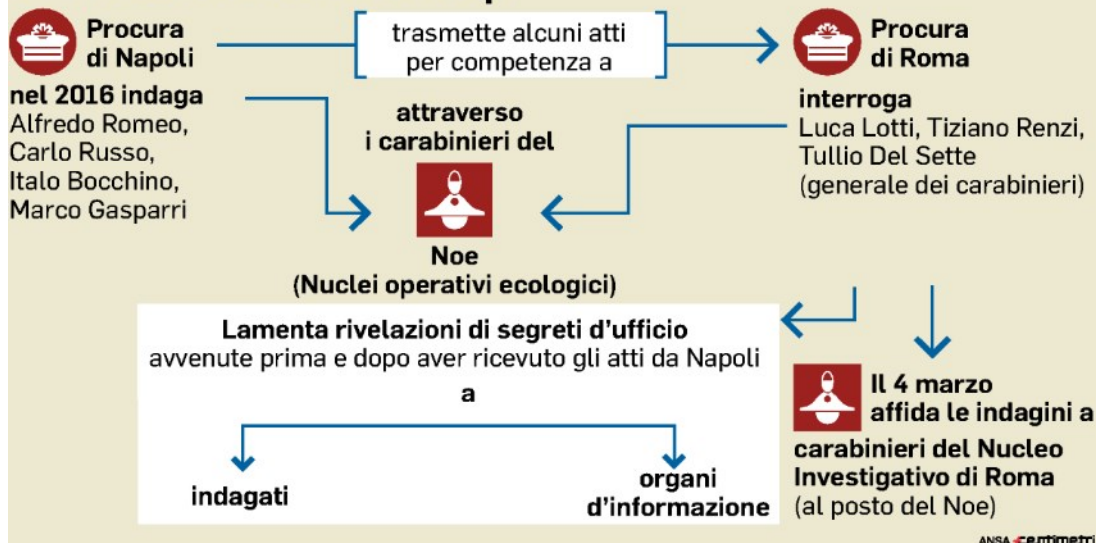 Procura
di Napoli
nel 2016 indaga
Alfredo Romeo,
Carlo Russo,
Italo Bocchino,
Marco Gasparri
trasmette alcuni atti
per competenza a
Procura
di Roma
interroga
Luca Lotti, Tiziano Renzi,
Tullio Del Sette
(generale dei carabinieri)
attraverso
i carabinieri del
Noe
(Nuclei operativi ecologici)
Lamenta rivelazioni di segreti d'ufficio
avvenute prima e dopo aver ricevuto gli atti da Napoli
a
indagati
organi
d'informazione
Il 4 marzo
affida le indagini a
carabinieri del Nucleo
Investigativo di Roma
(al posto del Noe)
ANSA centimetri